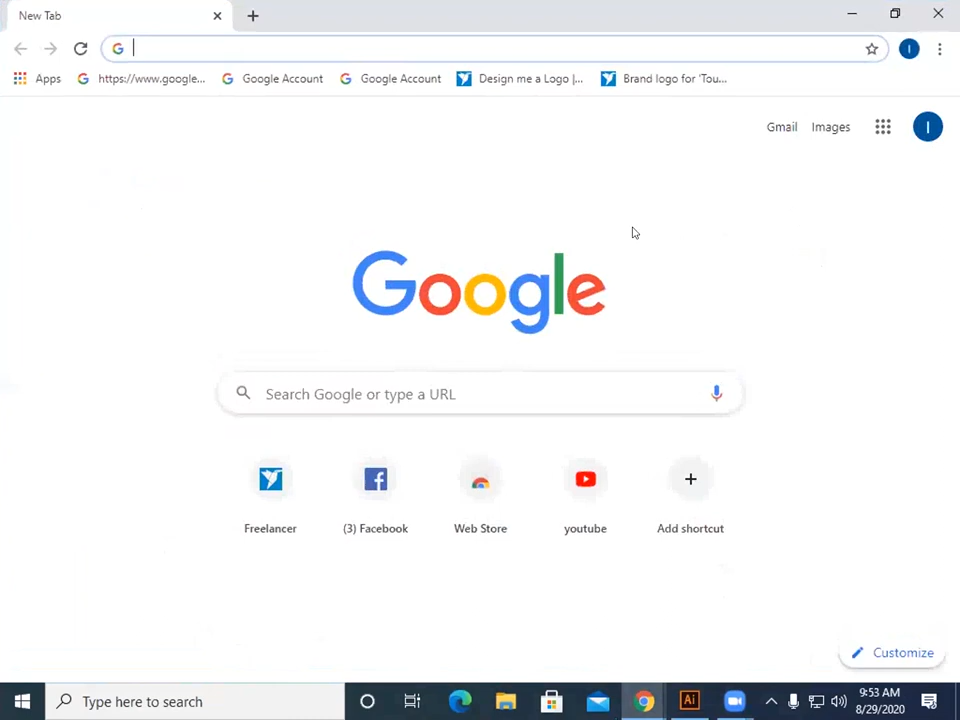 New Tab
Apps https://www.google... Google Account Google Account Design me a Logo |... Brand logo for 'Tou...
Gmail Images I
Google
Search Google or type a URL
Freelancer (3) Facebook Web Store youtube Add shortcut
Customize
Type here to search Ai 9:53 AM
8/29/2020